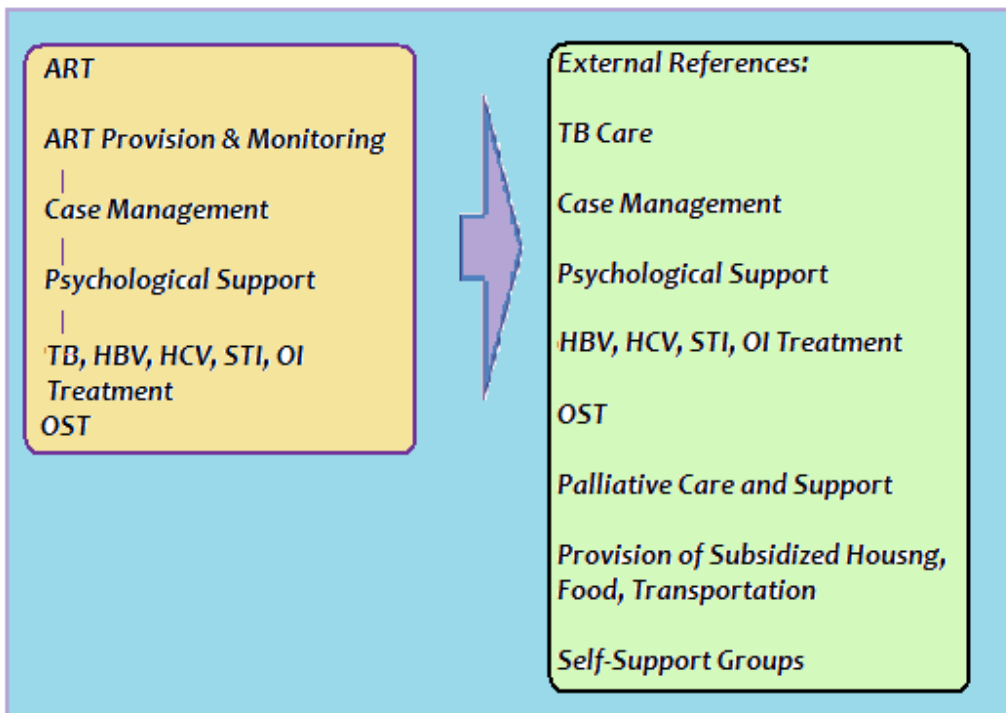 ART
ART Provision & Monitoring
Case Management
Psychological Support
TB, HBV, HCV, STI, OI
Treatment
OST
External References:
TB Care
Case Management
Psychological Support
HBV, HCV, STI, OI Treatment
OST
Palliative Care and Support
Provision of Subsidized Housng,
Food, Transportation
Self-Support Groups